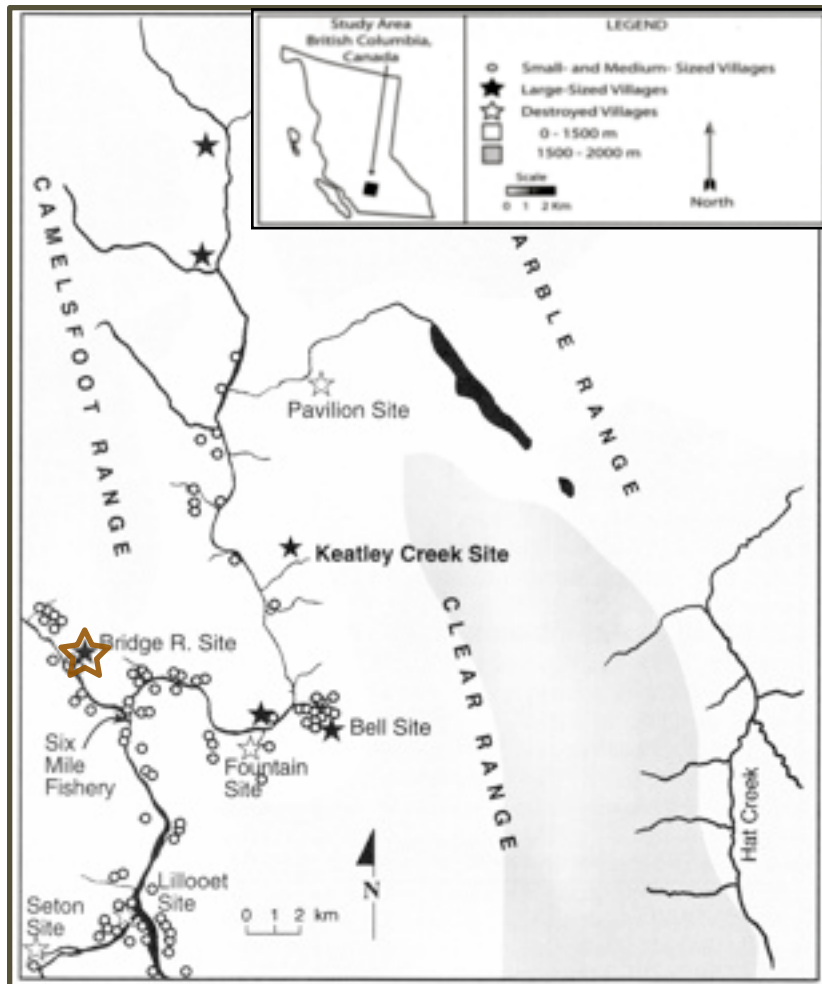 Study Area
British Columbia,
Canada
LEGEND
Small- and Medium- Sized Villages
Large-Sized Villages
Destroyed Villages
0 - 1500 m
1500 - 2000 m
Scale
0 1 2 Km
North
CAMELSFOOT RANGE
ARBLE RANGE
Pavilion Site
Keatley Creek Site
CLEAR RANGE
Bridge R. Site
Bell Site
Six
Mile
Fishery
Fountain
Site
Hat Creek
Lillooet
Site
Seton
Site
0 1 2 km
N